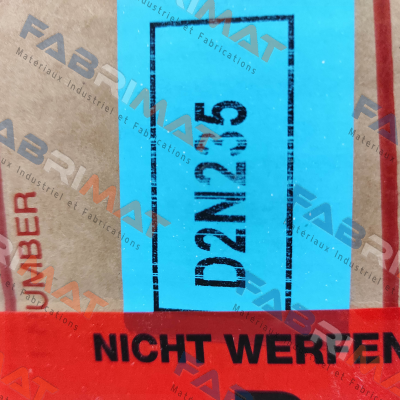 D2N235
UMBER
NICHT WERFEN
FABRIMAT
Matériaux Industriel et Fabrications